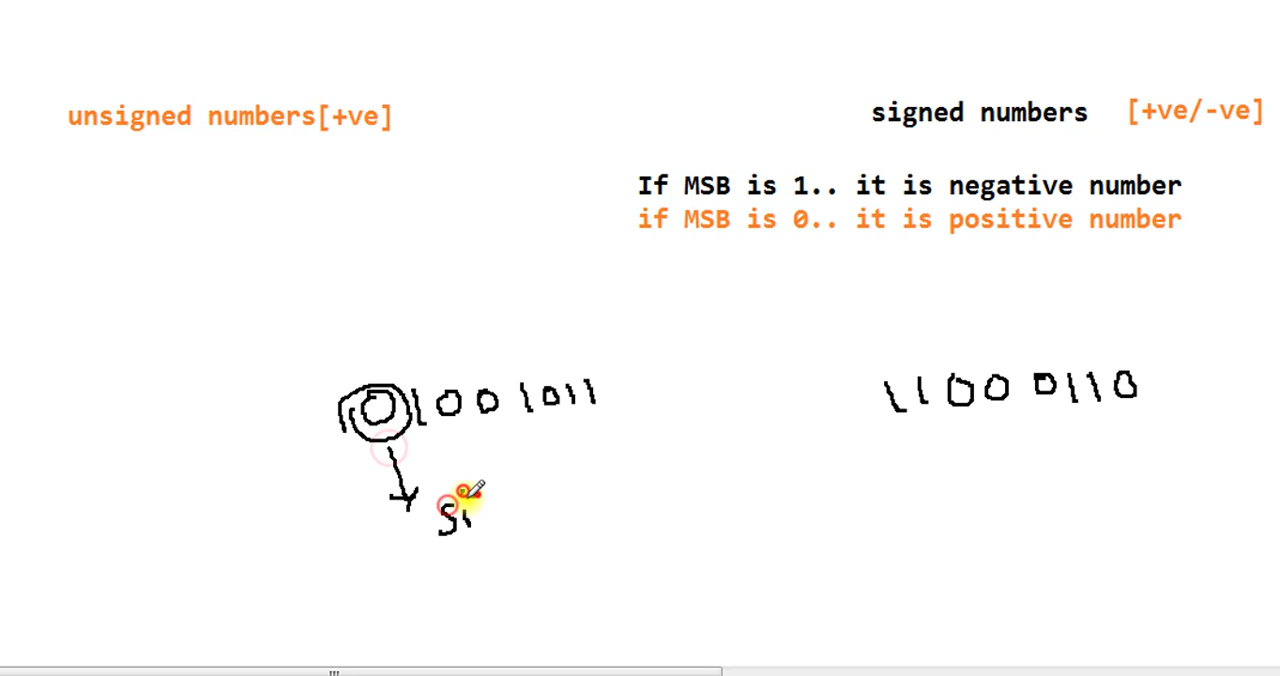 unsigned numbers[+ve]
signed numbers [+ve/-ve]
If MSB is 1.. it is negative number
if MSB is 0.. it is positive number
01001011
11000110
Si